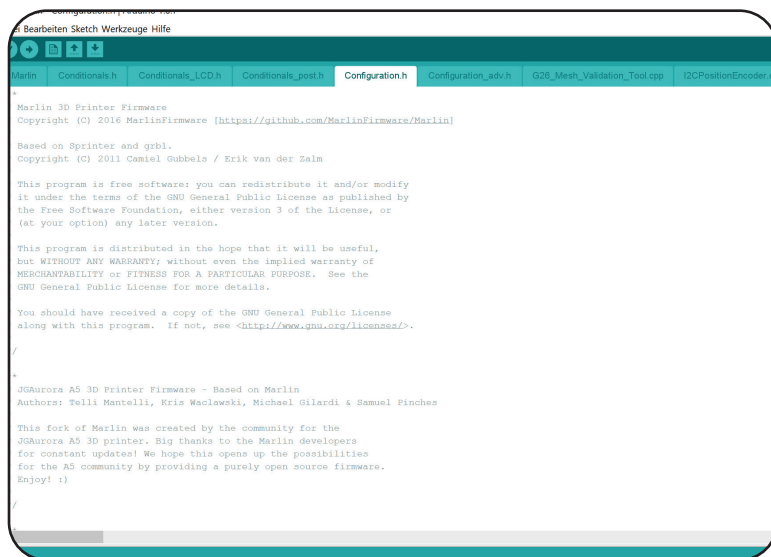 Bearbeiten Sketch Werkzeuge Hilfe
Marlin Conditionals.h Conditionals_LCD.h Conditionals_post.h Configuration.h Configuration_adv.h G26_Mesh_Validation_Tool.cpp I2CPositionEncoder.
*
Marlin 3D Printer Firmware
Copyright (C) 2016 MarlinFirmware [https://github.com/MarlinFirmware/Marlin]
Based on Sprinter and grbl.
Copyright (C) 2011 Camiel Gubbels / Erik van der Zalm
This program is free software: you can redistribute it and/or modify
it under the terms of the GNU General Public License as published by
the Free Software Foundation, either version 3 of the License, or
(at your option) any later version.
This program is distributed in the hope that it will be useful,
but WITHOUT ANY WARRANTY; without even the implied warranty of
MERCHANTABILITY or FITNESS FOR A PARTICULAR PURPOSE.  See the
GNU General Public License for more details.
You should have received a copy of the GNU General Public License
along with this program.  If not, see <http://www.gnu.org/licenses/>.
/
*
JGAurora A5 3D Printer Firmware - Based on Marlin
Authors: Telli Mantelli, Kris Waclawski, Michael Gilardi & Samuel Pinches
This fork of Marlin was created by the community for the
JGAurora A5 3D printer. Big thanks to the Marlin developers
for constant updates! We hope this opens up the possibilities
for the A5 community by providing a purely open source firmware.
Enjoy! :)
/
*